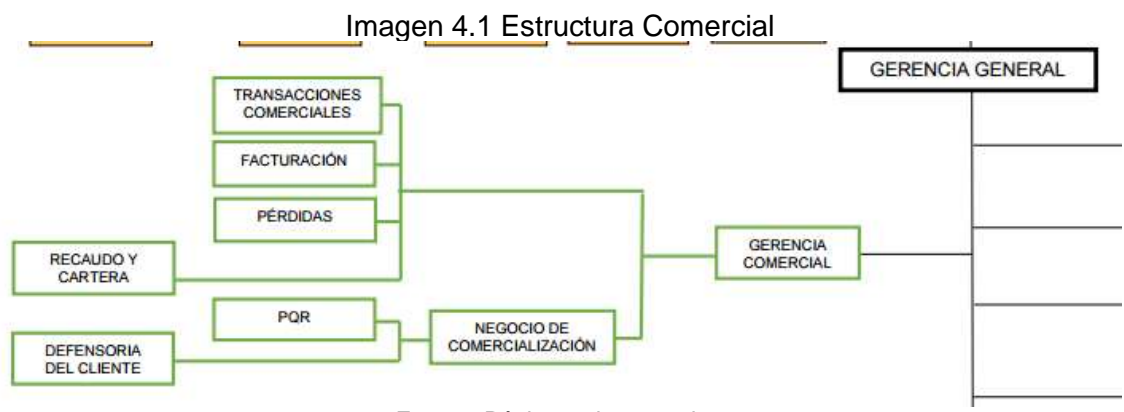 Imagen 4.1 Estructura Comercial
GERENCIA GENERAL
TRANSACCIONES
COMERCIALES
FACTURACIÓN
PÉRDIDAS
RECAUDO Y
CARTERA
GERENCIA
COMERCIAL
PQR
NEGOCIO DE
COMERCIALIZACIÓN
DEFENSORIA
DEL CLIENTE